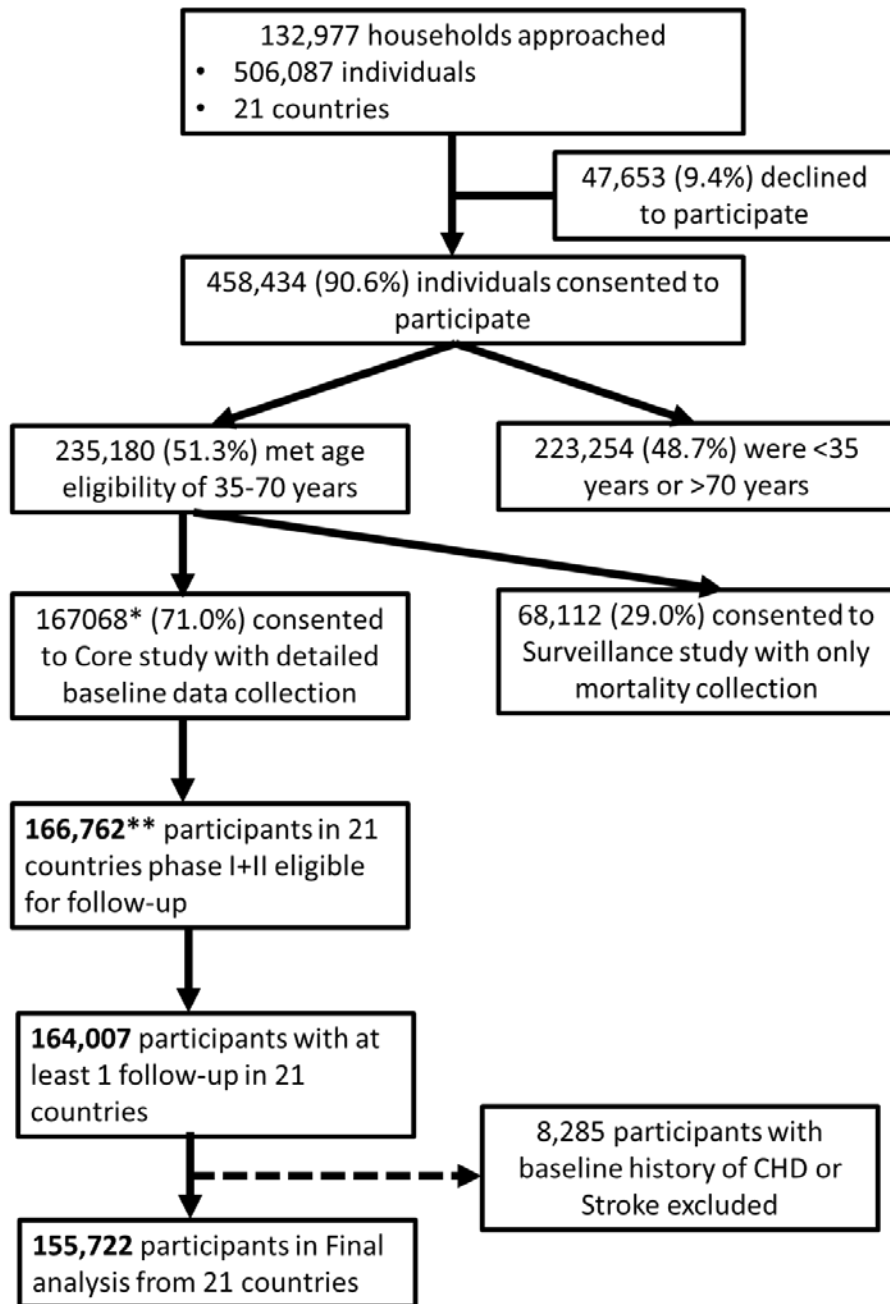 132,977 households approached
• 506,087 individuals
• 21 countries
47,653 (9.4%) declined
to participate
458,434 (90.6%) individuals consented to
participate
235,180 (51.3%) met age
eligibility of 35-70 years
223,254 (48.7%) were <35
years or >70 years
167068* (71.0%) consented
to Core study with detailed
baseline data collection
68,112 (29.0%) consented to
Surveillance study with only
mortality collection
166,762** participants in 21
countries phase I+II eligible
for follow-up
164,007 participants with at
least 1 follow-up in 21
countries
8,285 participants with
baseline history of CHD or
Stroke excluded
155,722 participants in Final
analysis from 21 countries